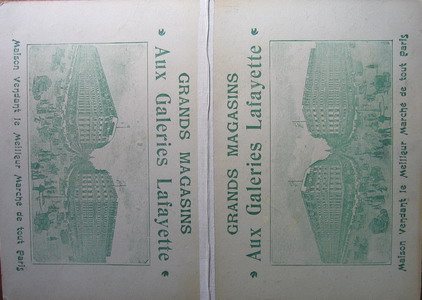 GRANDS MAGASINS
Aux Galeries Lafayette
Maison Vendant le Meilleur Marché de tout Paris
GRANDS MAGASINS
Aux Galeries Lafayette
Maison Vendant le Meilleur Marché de tout Paris